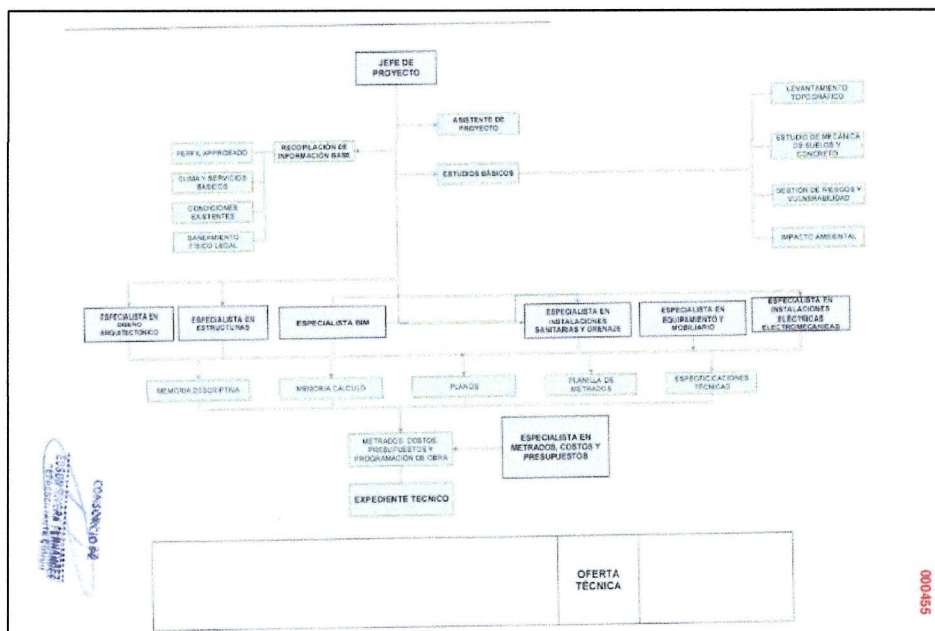 JEFE DE
PROYECTO
ASISTENTE DE
PROYECTO
RECOPILACIÓN DE
INFORMACIÓN BASE
ESTUDIOS BÁSICOS
PERFIL APROBADO
CLIMA Y SERVICIOS
BÁSICOS
CONDICIONES
EXISTENTES
SANEAMIENTO
FÍSICO LEGAL
LEVANTAMIENTO
TOPOGRÁFICO
ESTUDIO DE MECÁNICA
DE SUELOS Y
CONCRETO
GESTIÓN DE RIESGOS Y
VULNERABILIDAD
IMPACTO AMBIENTAL
ESPECIALISTA EN
DISEÑO
ARQUITECTÓNICO
ESPECIALISTA EN
ESTRUCTURAS
ESPECIALISTA BIM
ESPECIALISTA EN
INSTALACIONES
SANITARIAS Y DRENAJE
ESPECIALISTA EN
EQUIPAMIENTO Y
MOBILIARIO
ESPECIALISTA EN
INSTALACIONES
ELÉCTRICAS
ELECTROMECÁNICAS
MEMORIA DESCRIPTIVA
MEMORIA CÁLCULO
PLANOS
PLANILLA DE
METRADOS
ESPECIFICACIONES
TÉCNICAS
METRADOS, COSTOS
PRESUPUESTOS Y
PROGRAMACIÓN DE OBRA
ESPECIALISTA EN
METRADOS, COSTOS Y
PRESUPUESTOS
EXPEDIENTE TÉCNICO
CONSORCIO
OFERTA
TÉCNICA
000455